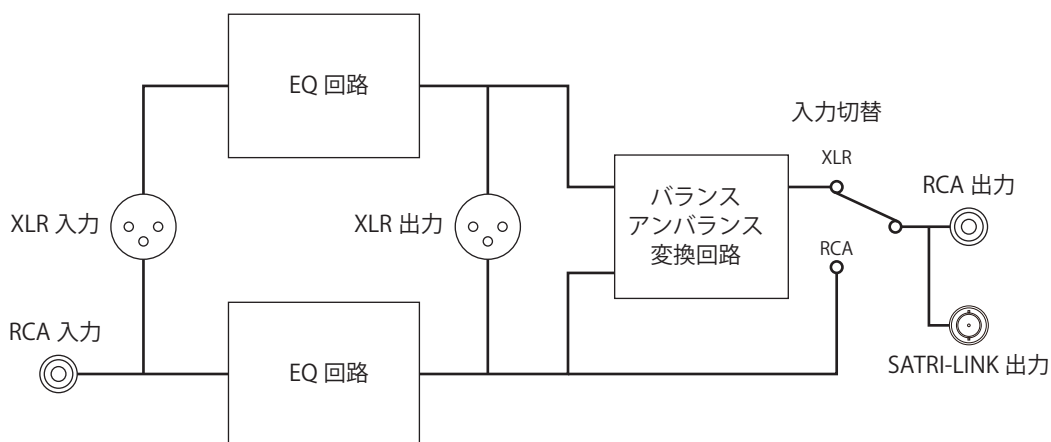 EQ 回路
入力切替
XLR
RCA 出力
バランス
アンバランス
変換回路
XLR 入力
XLR 出力
RCA
RCA 入力
EQ 回路
SATRI-LINK 出力